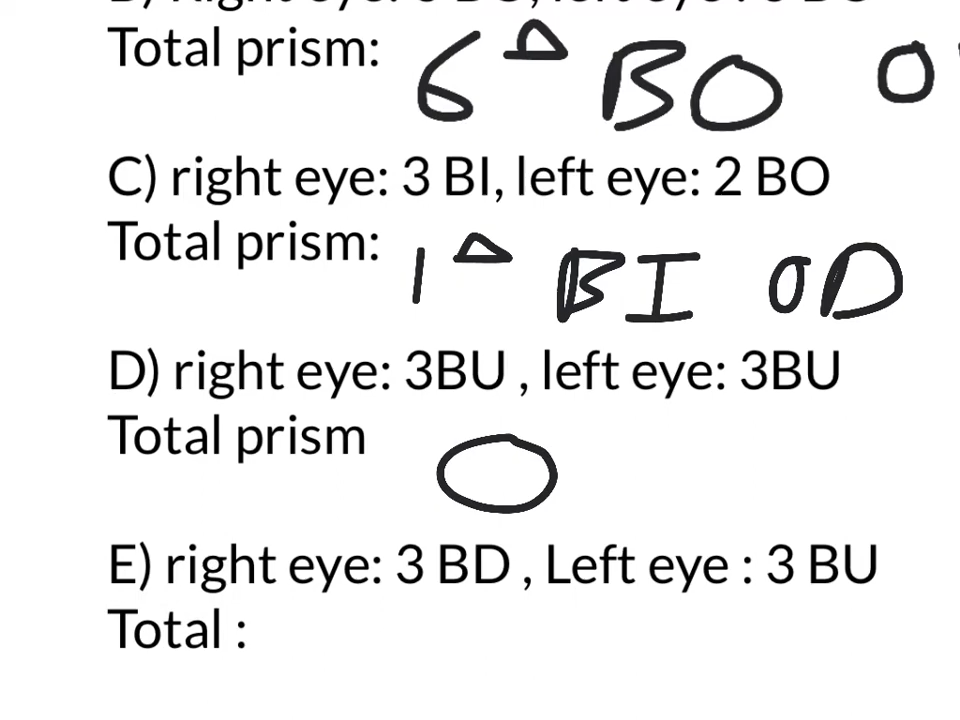 Total prism: 6 Δ BO
C) right eye: 3 BI, left eye: 2 BO
Total prism: 1 Δ BI OD
D) right eye: 3BU , left eye: 3BU
Total prism 0
E) right eye: 3 BD , Left eye : 3 BU
Total :